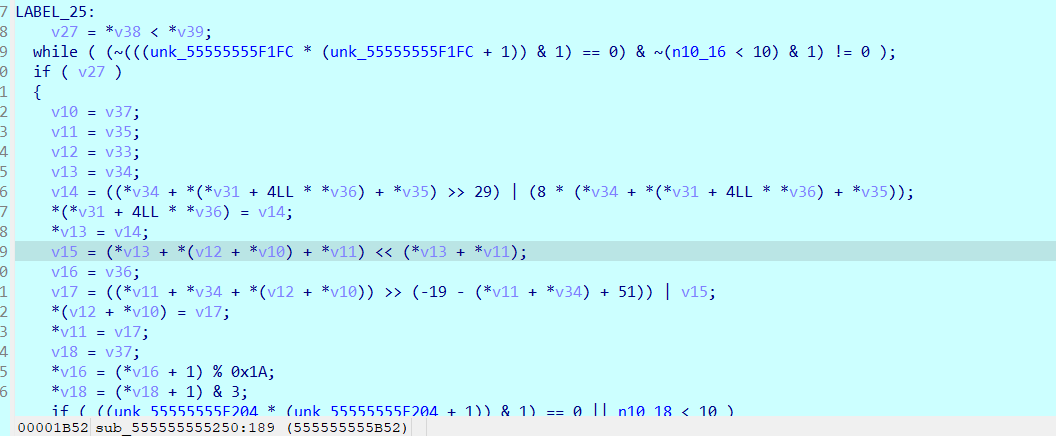 7 LABEL_25:
8 v27 = *v38 < *v39;
9 while ( (~(((unk_55555555F1FC * (unk_55555555F1FC + 1)) & 1) == 0) & ~(n10_16 < 10) & 1) != 0 );
0 if ( v27 )
1 {
2 v10 = v37;
3 v11 = v35;
4 v12 = v33;
5 v13 = v34;
6 v14 = ((*v34 + *(*v31 + 4LL * *v36) + *v35) >> 29) | (8 * (*v34 + *(*v31 + 4LL * *v36) + *v35));
7 *(*v31 + 4LL * *v36) = v14;
8 *v13 = v14;
9 v15 = (*v13 + *(v12 + *v10) + *v11) << (*v13 + *v11);
0 v16 = v36;
1 v17 = ((*v11 + *v34 + *(v12 + *v10)) >> (-19 - (*v11 + *v34) + 51)) | v15;
2 *(v12 + *v10) = v17;
3 *v11 = v17;
4 v18 = v37;
5 *v16 = (*v16 + 1) % 0x1A;
6 *v18 = (*v18 + 1) & 3;
if ( ((unk_55555555F204 * (unk_55555555F204 + 1)) & 1) == 0 || n10_18 < 10 )
00001B52 sub_555555555250:189 (555555555B52)